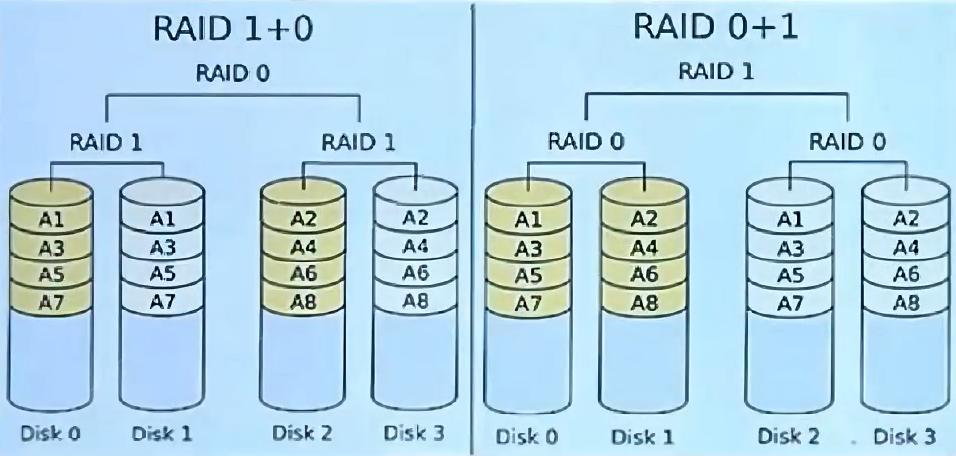 RAID 1+0
RAID 0
RAID 1 RAID 1
A1 A1 A2 A2
A3 A3 A4 A4
A5 A5 A6 A6
A7 A7 A8 A8
Disk 0 Disk 1 Disk 2 Disk 3
RAID 0+1
RAID 1
RAID 0 RAID 0
A1 A2 A1 A2
A3 A4 A3 A4
A5 A6 A5 A6
A7 A8 A7 A8
Disk 0 Disk 1 Disk 2 Disk 3